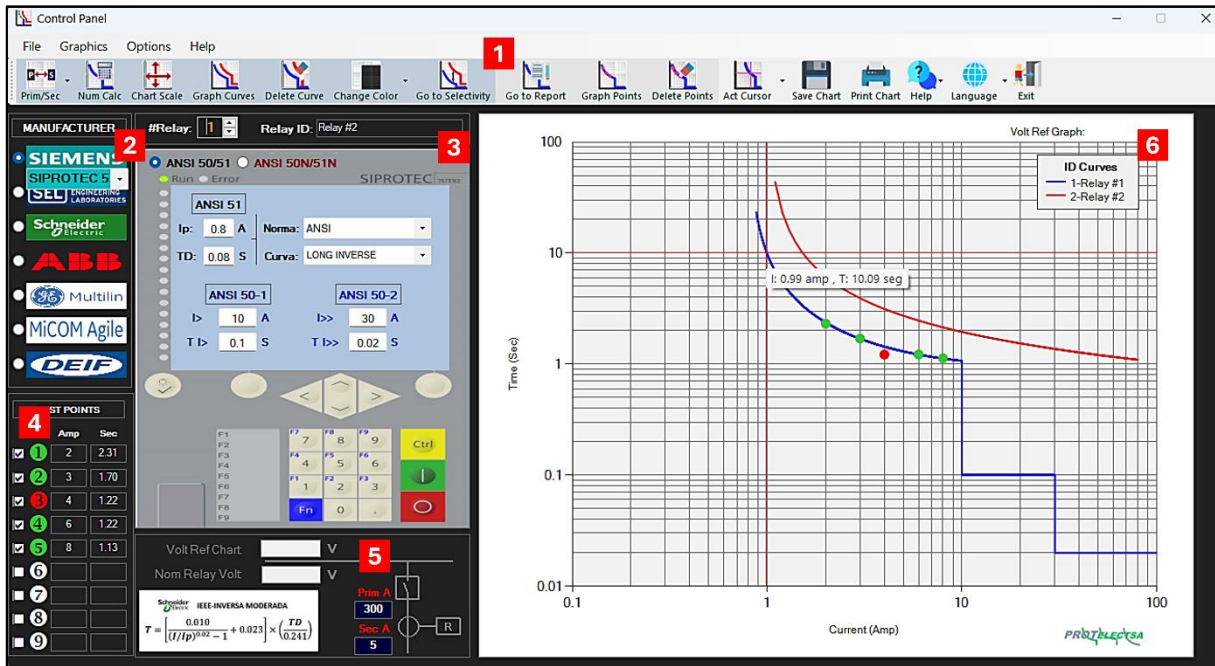 Control Panel
File Graphics Options Help
1
P↔S
Prim/Sec Num Calc Chart Scale Graph Curves Delete Curve Change Color Go to Selectivity Go to Report Graph Points Delete Points Act Cursor Save Chart Print Chart Help Language Exit
MANUFACTURER
2
SIEMENS
SIPROTEC 5
SEL ENGINEERING LABORATORIES
Schneider Electric
ABB
GE Multilin
MiCOM Agile
DEIF
#Relay: 1 Relay ID: Relay #2
3
ANSI 50/51 ANSI 50N/51N
Run Error SIPROTEC
ANSI 51
Ip: 0.8 A Norma: ANSI
TD: 0.08 S Curva: LONG INVERSE
ANSI 50-1 ANSI 50-2
I> 10 A I>> 30 A
T I> 0.1 S T I>> 0.02 S
F1
F2
F3
F4
F5
F6
F7
F8
F9
F7 7 F8 8 F9 9 Ctrl
F4 4 F5 5 F6 6
F1 1 F2 2 F3 3
Fn 0 .
4
ST POINTS
Amp Sec
1 2 2.31
2 3 1.70
3 4 1.22
4 6 1.22
5 8 1.13
6
7
8
9
Volt Ref Chart: V
5
Nom Relay Volt: V
Schneider Electric IEEE-INVERSA MODERADA
T = [0.010 / ((I/Ip)^0.02 − 1) + 0.023] × (TD / 0.241)
Prim A
300
Sec A
5
R
Volt Ref Graph:
6
ID Curves
1-Relay #1
2-Relay #2
I: 0.99 amp , T: 10.09 seg
Time (Sec)
100
10
1
0.1
0.01
0.1 1 10 100
Current (Amp)
PROTELECTSA